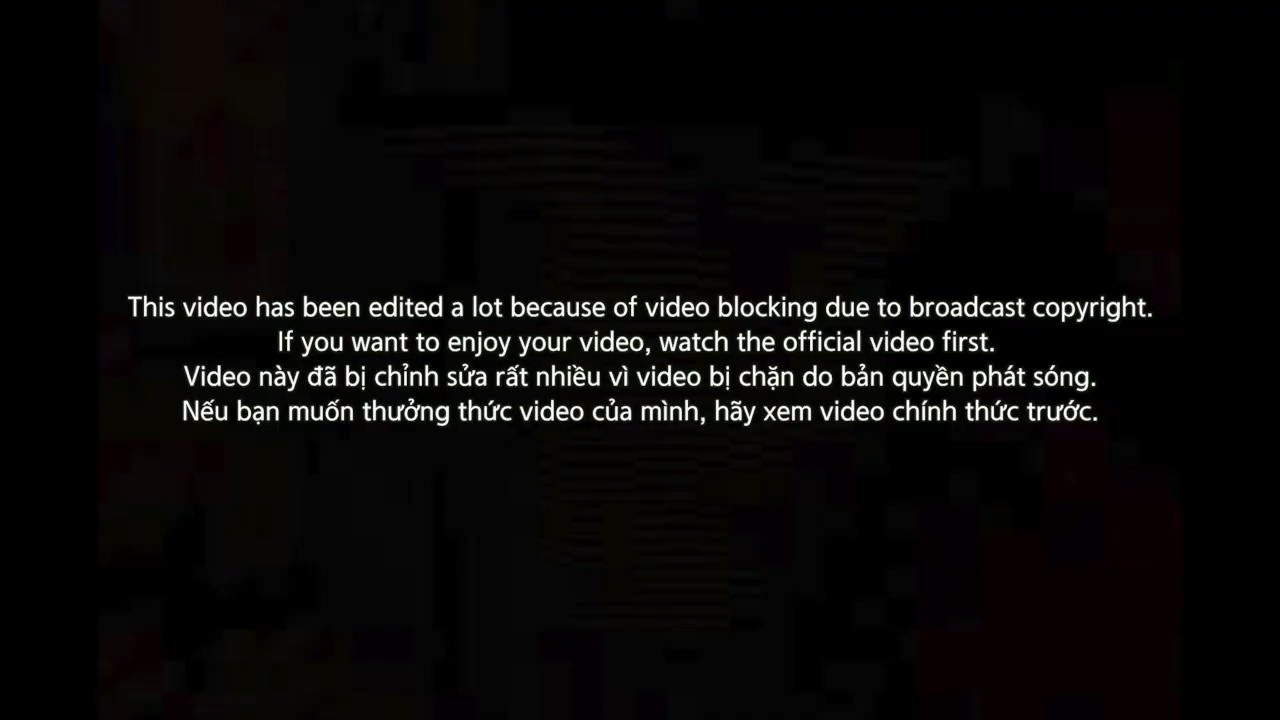 This video has been edited a lot because of video blocking due to broadcast copyright.
If you want to enjoy your video, watch the official video first.
Video này đã bị chỉnh sửa rất nhiều vì video bị chặn do bản quyền phát sóng.
Nếu bạn muốn thưởng thức video của mình, hãy xem video chính thức trước.